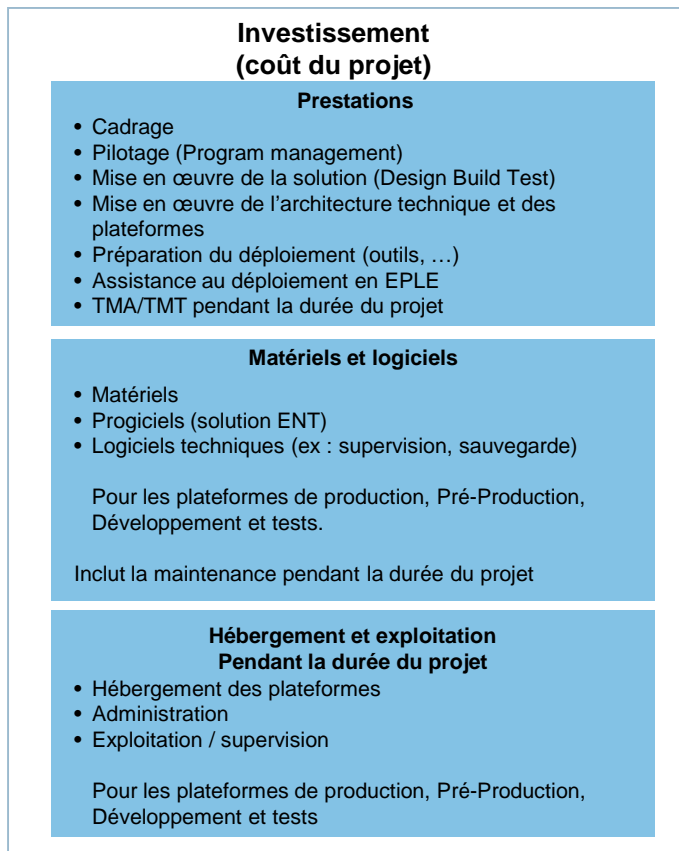 Investissement
(coût du projet)
Prestations
• Cadrage
• Pilotage (Program management)
• Mise en œuvre de la solution (Design Build Test)
• Mise en œuvre de l’architecture technique et des
plateformes
• Préparation du déploiement (outils, …)
• Assistance au déploiement en EPLE
• TMA/TMT pendant la durée du projet
Matériels et logiciels
• Matériels
• Progiciels (solution ENT)
• Logiciels techniques (ex : supervision, sauvegarde)
Pour les plateformes de production, Pré-Production,
Développement et tests.
Inclut la maintenance pendant la durée du projet
Hébergement et exploitation
Pendant la durée du projet
• Hébergement des plateformes
• Administration
• Exploitation / supervision
Pour les plateformes de production, Pré-Production,
Développement et tests